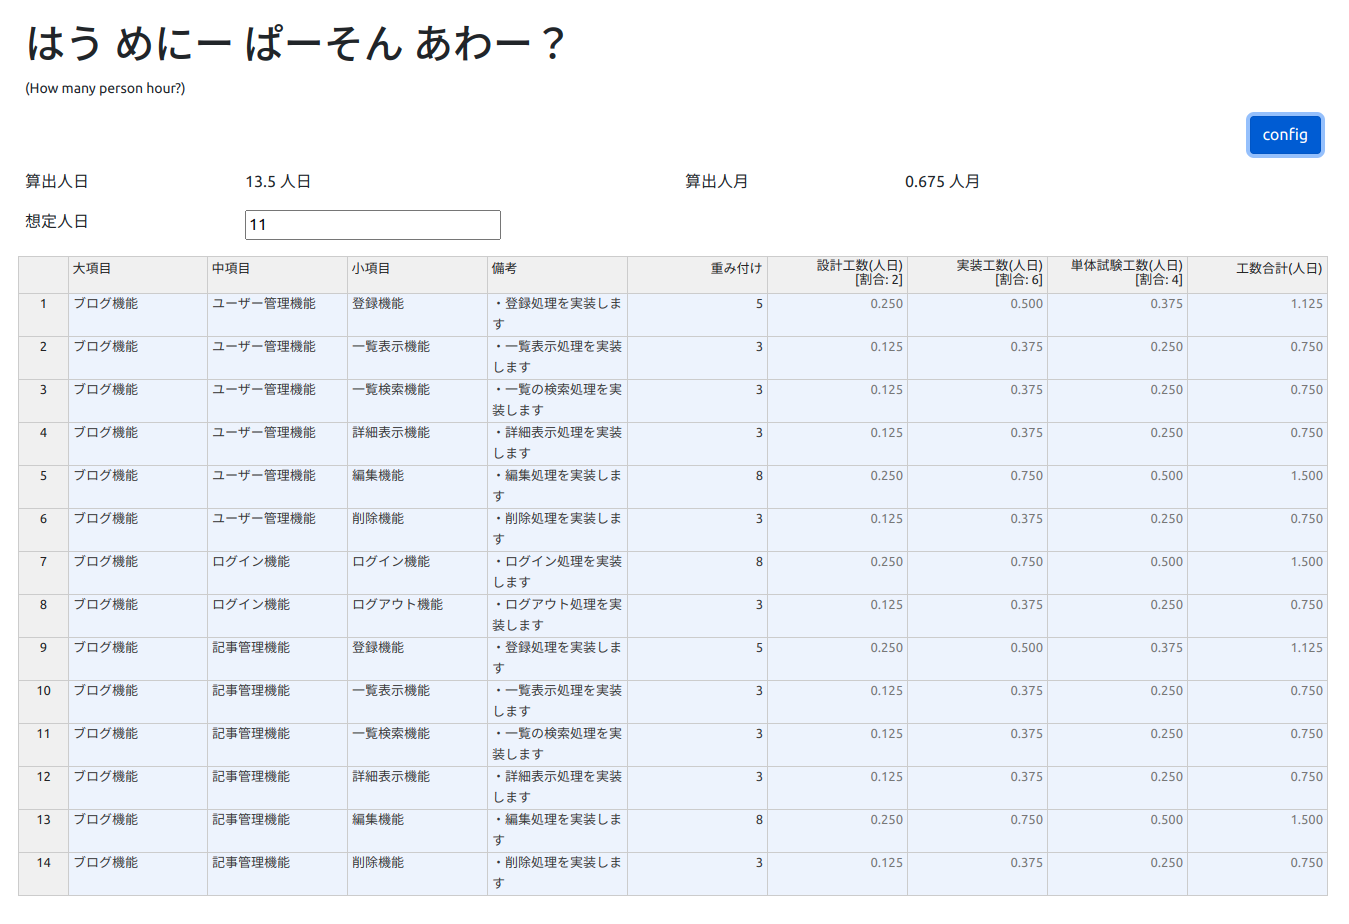 はう めにー ぱーそん あわー？
(How many person hour?)
config
算出人日 13.5 人日 算出人月 0.675 人月
想定人日 11
大項目 中項目 小項目 備考 重み付け 設計工数(人日) [割合: 2] 実装工数(人日) [割合: 6] 単体試験工数(人日) [割合: 4] 工数合計(人日)
1 ブログ機能 ユーザー管理機能 登録機能 ・登録処理を実装します 5 0.250 0.500 0.375 1.125
2 ブログ機能 ユーザー管理機能 一覧表示機能 ・一覧表示処理を実装します 3 0.125 0.375 0.250 0.750
3 ブログ機能 ユーザー管理機能 一覧検索機能 ・一覧の検索処理を実装します 3 0.125 0.375 0.250 0.750
4 ブログ機能 ユーザー管理機能 詳細表示機能 ・詳細表示処理を実装します 3 0.125 0.375 0.250 0.750
5 ブログ機能 ユーザー管理機能 編集機能 ・編集処理を実装します 8 0.250 0.750 0.500 1.500
6 ブログ機能 ユーザー管理機能 削除機能 ・削除処理を実装します 3 0.125 0.375 0.250 0.750
7 ブログ機能 ログイン機能 ログイン機能 ・ログイン処理を実装します 8 0.250 0.750 0.500 1.500
8 ブログ機能 ログイン機能 ログアウト機能 ・ログアウト処理を実装します 3 0.125 0.375 0.250 0.750
9 ブログ機能 記事管理機能 登録機能 ・登録処理を実装します 5 0.250 0.500 0.375 1.125
10 ブログ機能 記事管理機能 一覧表示機能 ・一覧表示処理を実装します 3 0.125 0.375 0.250 0.750
11 ブログ機能 記事管理機能 一覧検索機能 ・一覧の検索処理を実装します 3 0.125 0.375 0.250 0.750
12 ブログ機能 記事管理機能 詳細表示機能 ・詳細表示処理を実装します 3 0.125 0.375 0.250 0.750
13 ブログ機能 記事管理機能 編集機能 ・編集処理を実装します 8 0.250 0.750 0.500 1.500
14 ブログ機能 記事管理機能 削除機能 ・削除処理を実装します 3 0.125 0.375 0.250 0.750